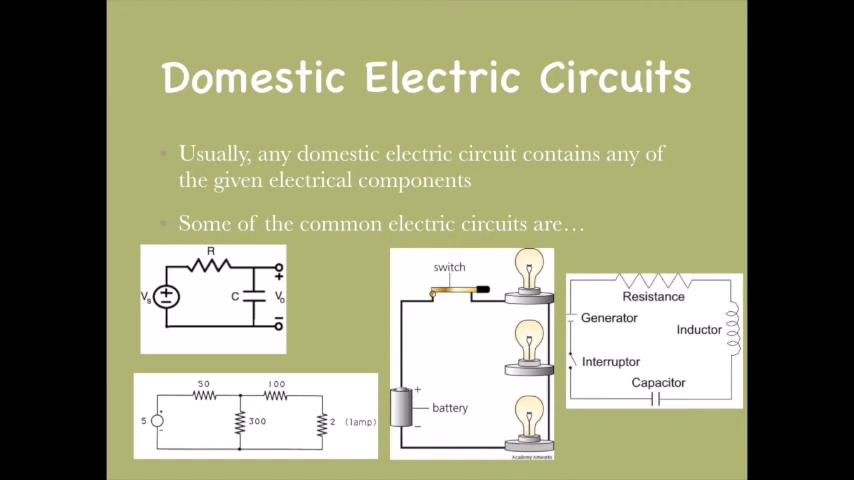 Domestic Electric Circuits
• Usually, any domestic electric circuit contains any of
the given electrical components
• Some of the common electric circuits are…
R
+
Vs
+
−
C
Vo
−
switch
+
battery
−
Academy Artworks
Resistance
Generator
Inductor
Interruptor
Capacitor
50
100
5
+
−
300
2 (lamp)